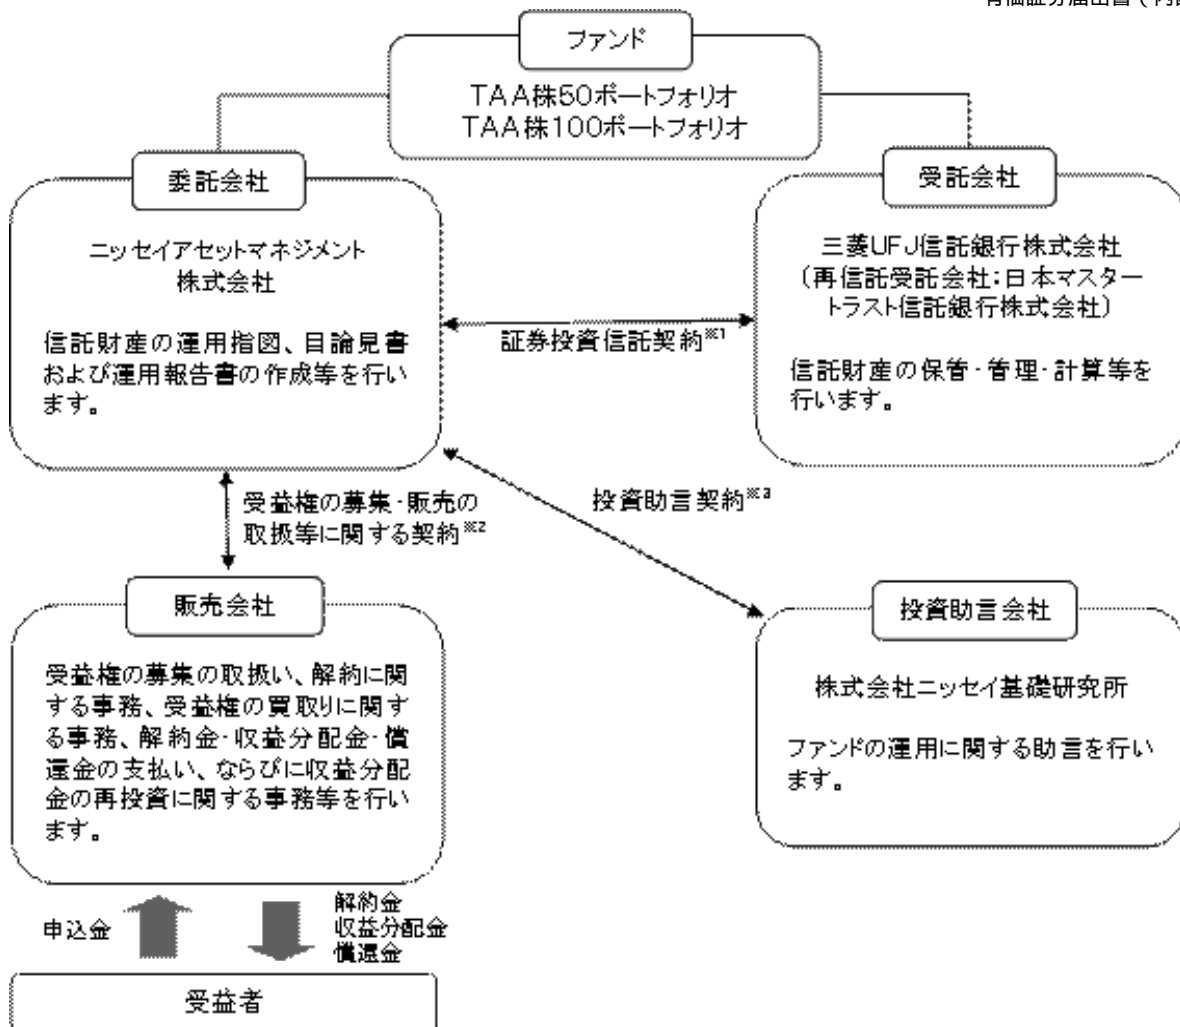 ファンド
TAA株50ポートフォリオ
TAA株100ポートフォリオ
委託会社
ニッセイアセットマネジメント
株式会社
信託財産の運用指図、目論見書
および運用報告書の作成等を行い
ます。
受託会社
三菱UFJ信託銀行株式会社
(再信託受託会社:日本マスター
トラスト信託銀行株式会社)
信託財産の保管・管理・計算等を
行います。
証券投資信託契約※1
受益権の募集・販売の
取扱等に関する契約※2
投資助言契約※3
販売会社
受益権の募集の取扱い、解約に関
する事務、受益権の買取りに関す
る事務、解約金・収益分配金・償
還金の支払い、ならびに収益分配
金の再投資に関する事務等を行い
ます。
投資助言会社
株式会社ニッセイ基礎研究所
ファンドの運用に関する助言を行い
ます。
申込金
解約金
収益分配金
償還金
受益者